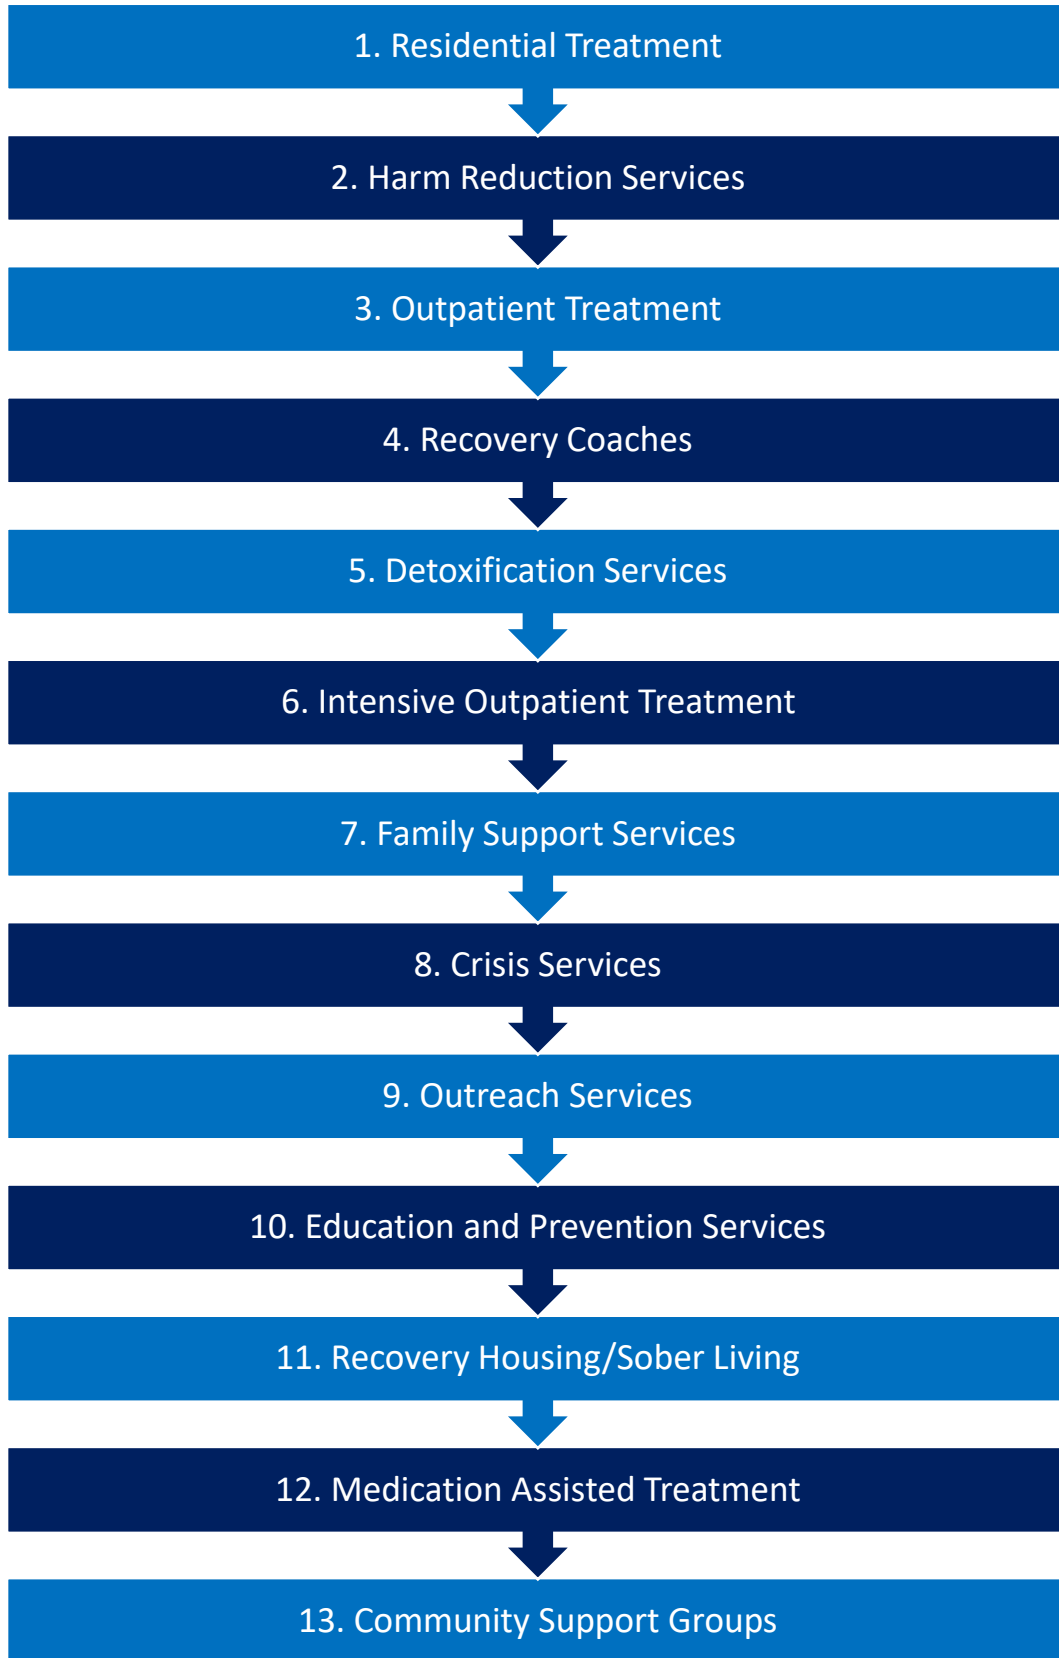 1. Residential Treatment
2. Harm Reduction Services
3. Outpatient Treatment
4. Recovery Coaches
5. Detoxification Services
6. Intensive Outpatient Treatment
7. Family Support Services
8. Crisis Services
9. Outreach Services
10. Education and Prevention Services
11. Recovery Housing/Sober Living
12. Medication Assisted Treatment
13. Community Support Groups